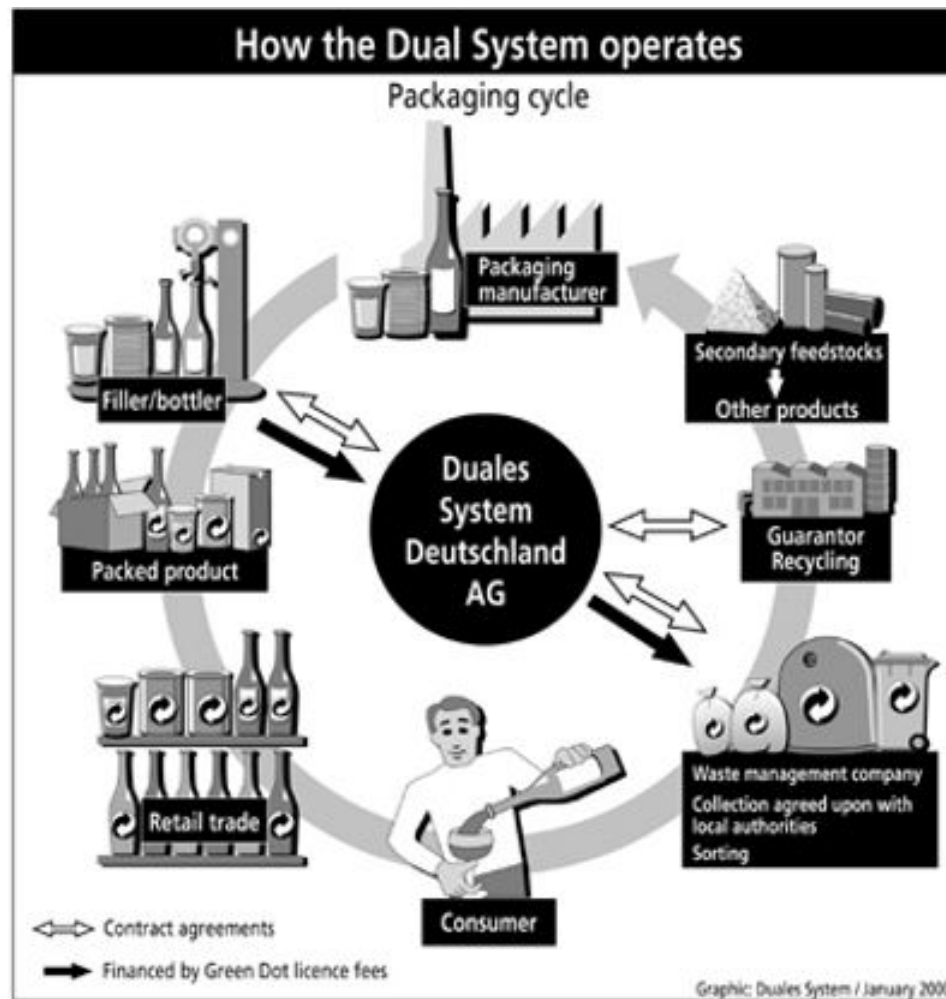 How the Dual System operates
Packaging cycle
Packaging
manufacturer
Filler/bottler
Secondary feedstocks
Other products
Duales
System
Deutschland
AG
Packed product
Guarantor
Recycling
Retail trade
Waste management company
Collection agreed upon with
local authorities
Sorting
Consumer
Contract agreements
Financed by Green Dot licence fees
Graphic: Duales System / January